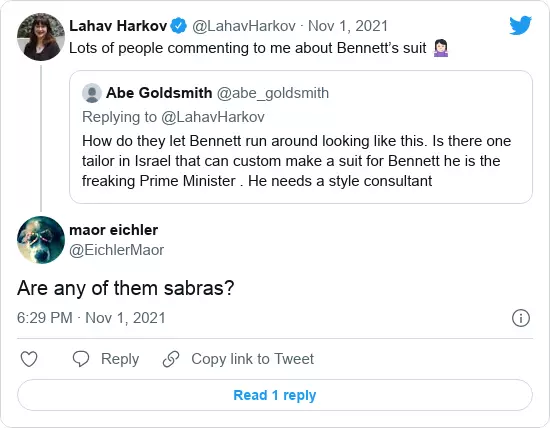 Lahav Harkov @LahavHarkov · Nov 1, 2021
Lots of people commenting to me about Bennett’s suit 🤷🏻‍♀️
Abe Goldsmith @abe_goldsmith
Replying to @LahavHarkov
How do they let Bennett run around looking like this. Is there one
tailor in Israel that can custom make a suit for Bennett he is the
freaking Prime Minister . He needs a style consultant
maor eichler
@EichlerMaor
Are any of them sabras?
6:29 PM · Nov 1, 2021
Reply Copy link to Tweet
Read 1 reply